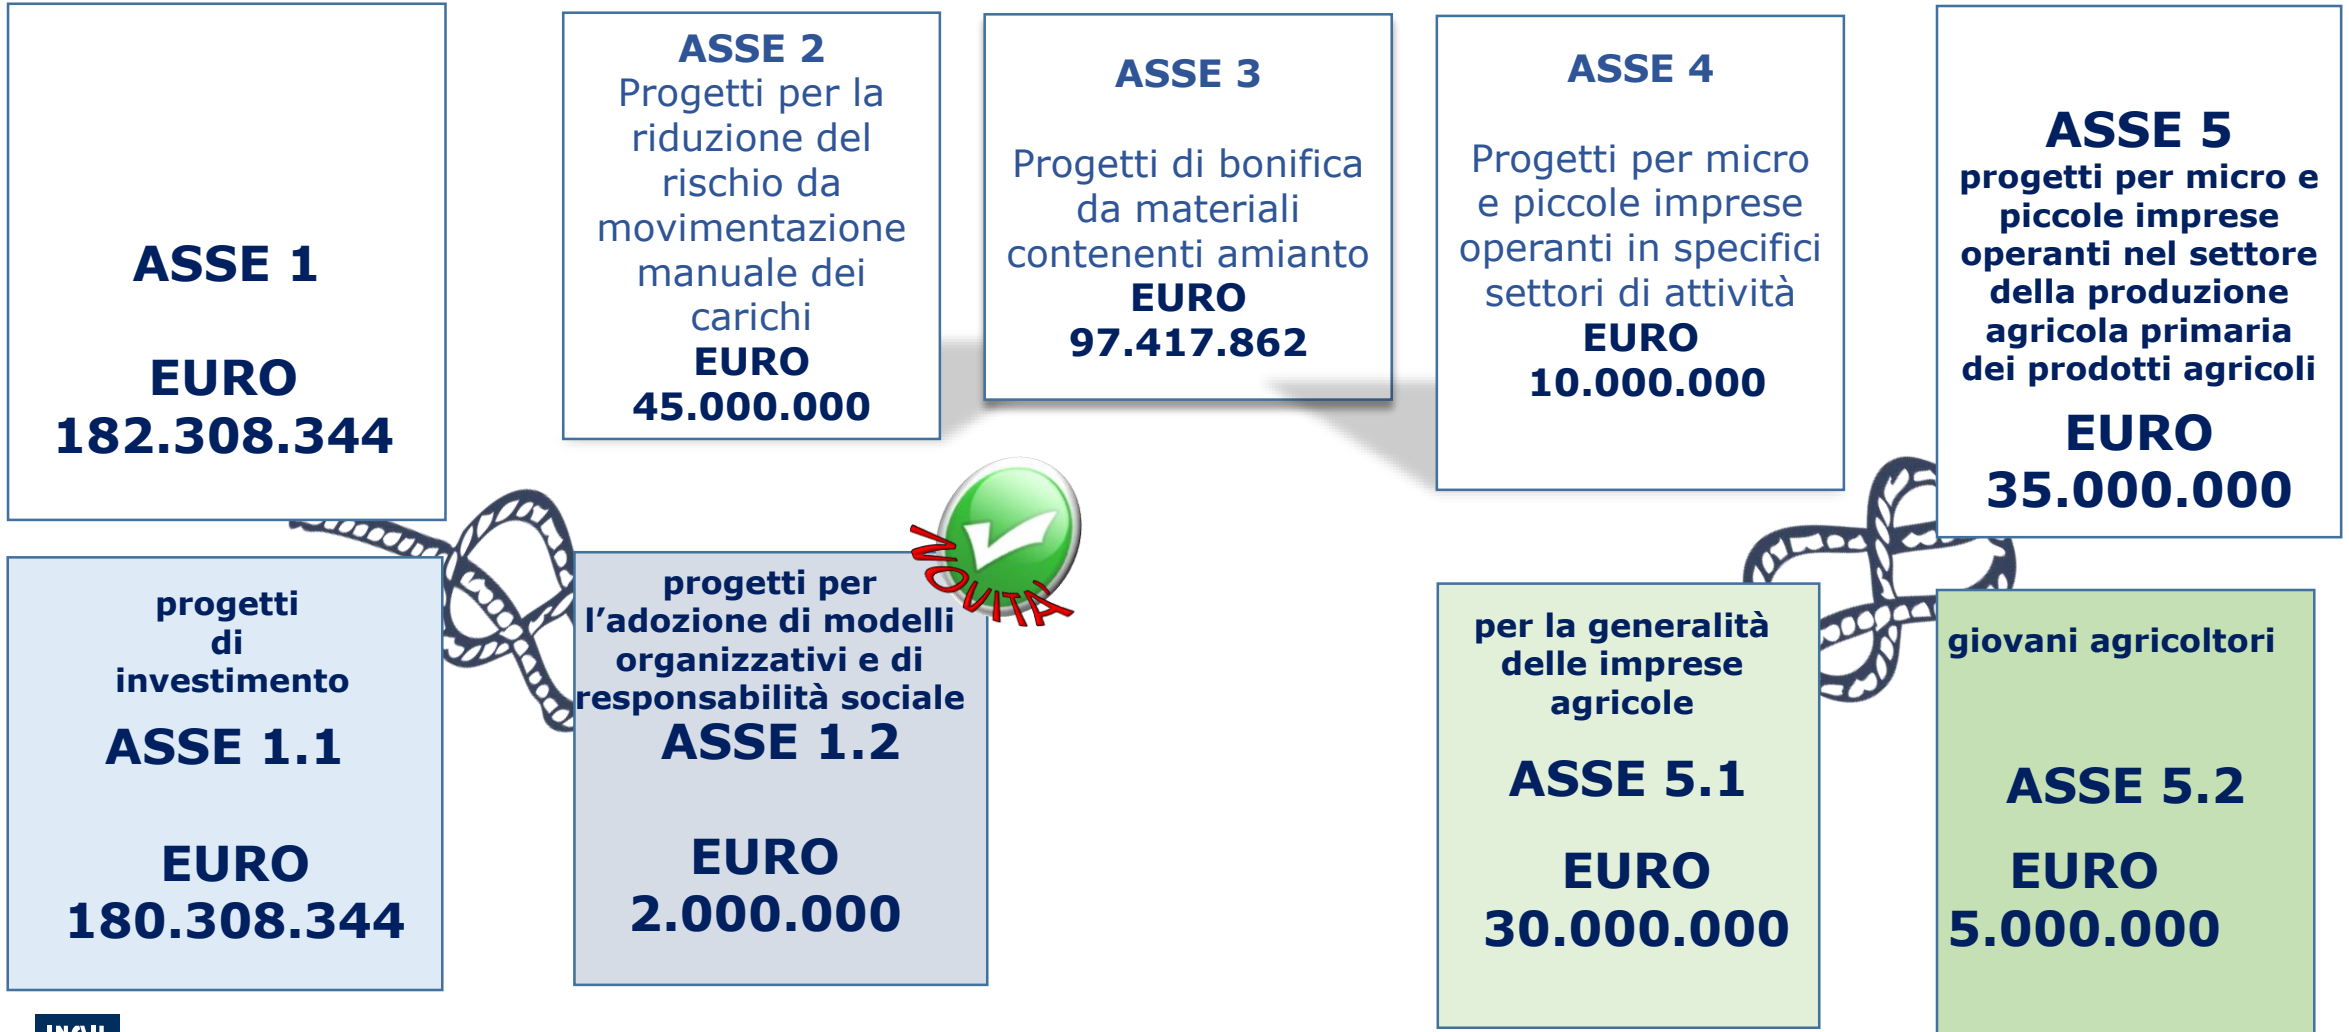 ASSE 1
EURO
182.308.344
ASSE 2
Progetti per la
riduzione del
rischio da
movimentazione
manuale dei
carichi
EURO
45.000.000
ASSE 3
Progetti di bonifica
da materiali
contenenti amianto
EURO
97.417.862
ASSE 4
Progetti per micro
e piccole imprese
operanti in specifici
settori di attività
EURO
10.000.000
ASSE 5
progetti per micro e
piccole imprese
operanti nel settore
della produzione
agricola primaria
dei prodotti agricoli
EURO
35.000.000
progetti
di
investimento
ASSE 1.1
EURO
180.308.344
NOVITÀ
progetti per
l’adozione di modelli
organizzativi e di
responsabilità sociale
ASSE 1.2
EURO
2.000.000
per la generalità
delle imprese
agricole
ASSE 5.1
EURO
30.000.000
giovani agricoltori
ASSE 5.2
EURO
5.000.000